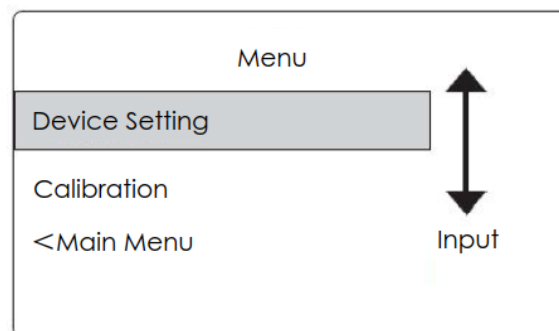 Menu
Device Setting
Calibration
<Main Menu
Input